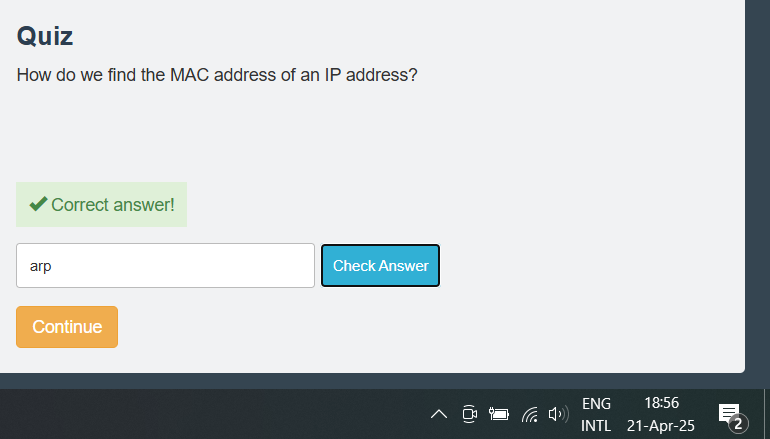 Quiz
How do we find the MAC address of an IP address?
Correct answer!
arp
Check Answer
Continue
ENG
18:56
INTL
21-Apr-25
2